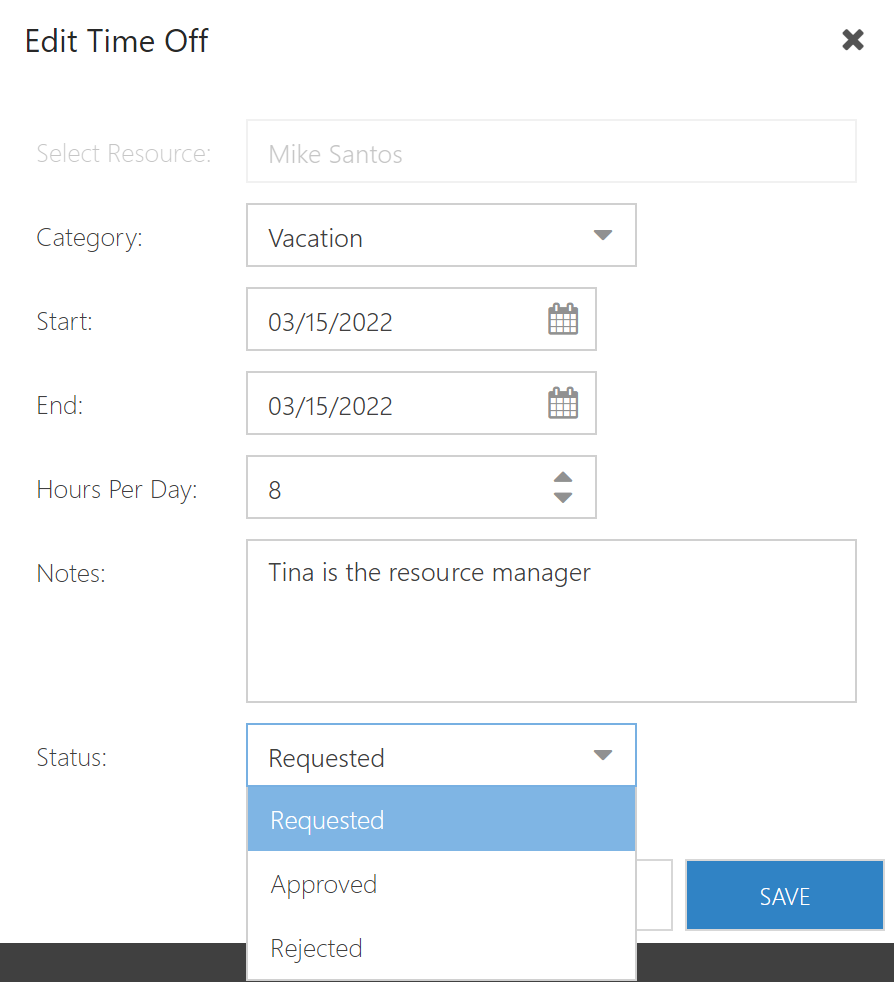 Edit Time Off
Select Resource: Mike Santos
Category: Vacation
Start: 03/15/2022
End: 03/15/2022
Hours Per Day: 8
Notes: Tina is the resource manager
Status: Requested
Requested
Approved
SAVE
Rejected